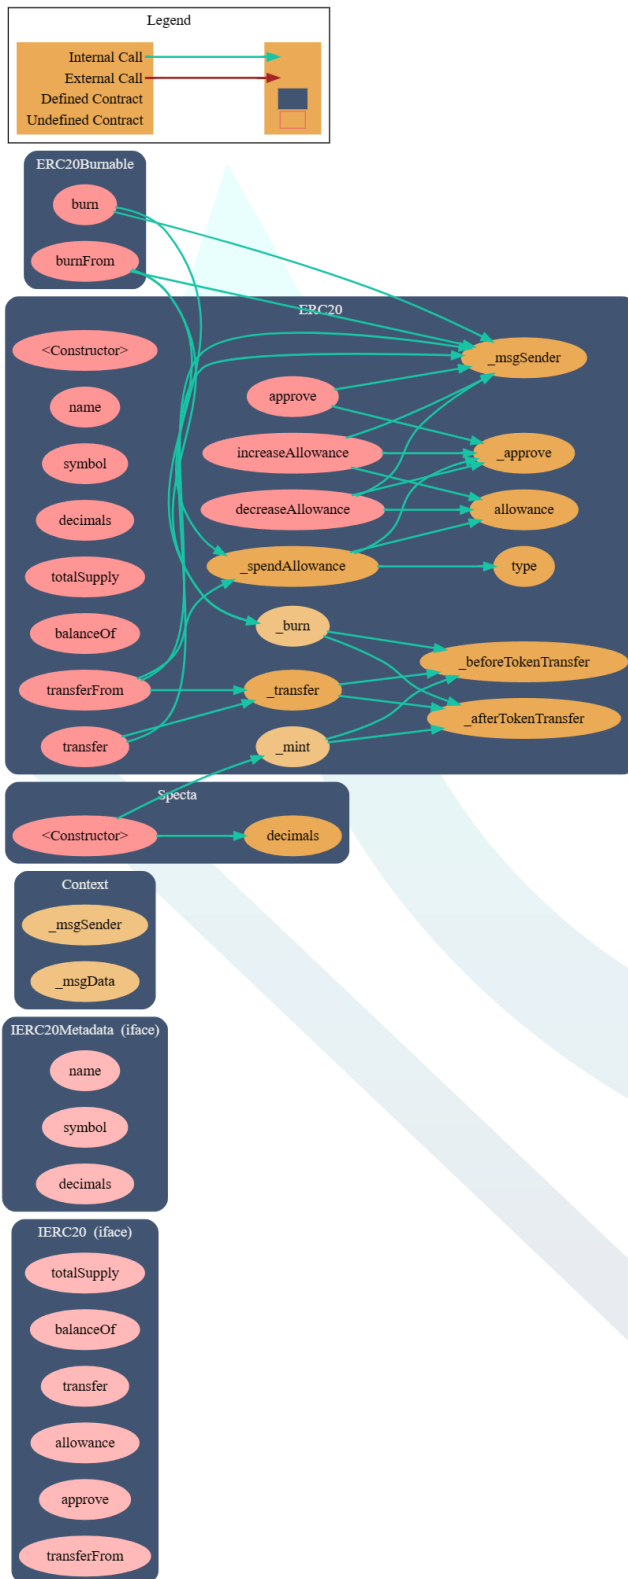 Legend
Internal Call
External Call
Defined Contract
Undefined Contract
ERC20Burnable
burn
burnFrom
ERC20
<Constructor>
name
symbol
decimals
totalSupply
balanceOf
transferFrom
transfer
approve
increaseAllowance
decreaseAllowance
_spendAllowance
_burn
_transfer
_mint
_msgSender
_approve
allowance
type
_beforeTokenTransfer
_afterTokenTransfer
Specta
<Constructor>
decimals
Context
_msgSender
_msgData
IERC20Metadata (iface)
name
symbol
decimals
IERC20 (iface)
totalSupply
balanceOf
transfer
allowance
approve
transferFrom